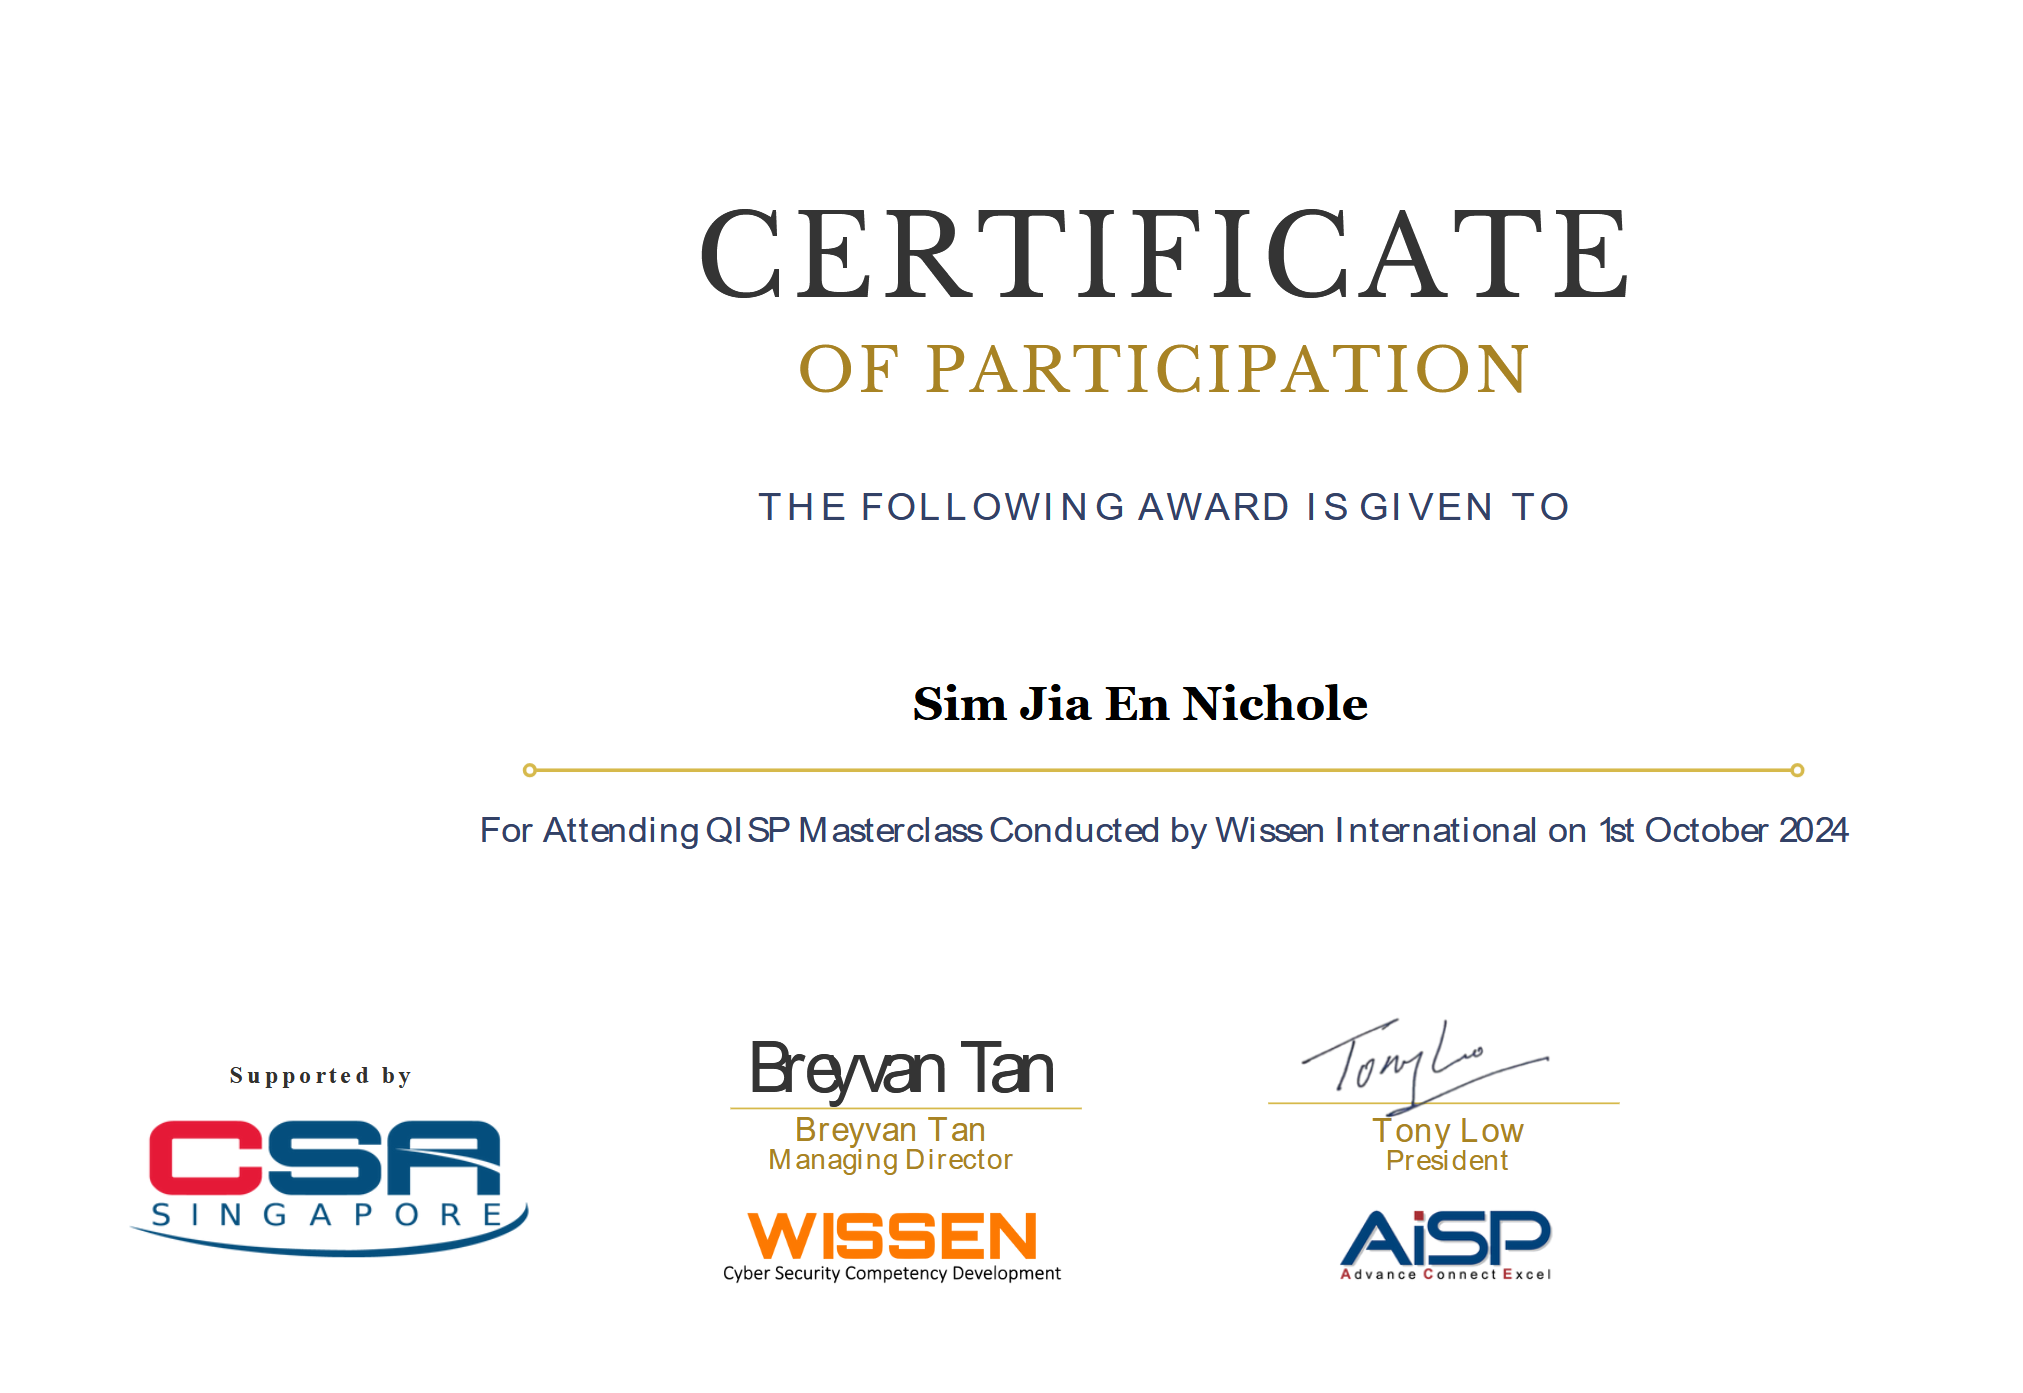 CERTIFICATE
OF PARTICIPATION
THE FOLLOWING AWARD IS GIVEN TO
Sim Jia En Nichole
For Attending QISP Masterclass Conducted by Wissen International on 1st October 2024
Supported by
CSA
SINGAPORE
Breyvan Tan
Breyvan Tan
Managing Director
WISSEN
Cyber Security Competency Development
Tony Low
Tony Low
President
AiSP
Advance Connect Excel